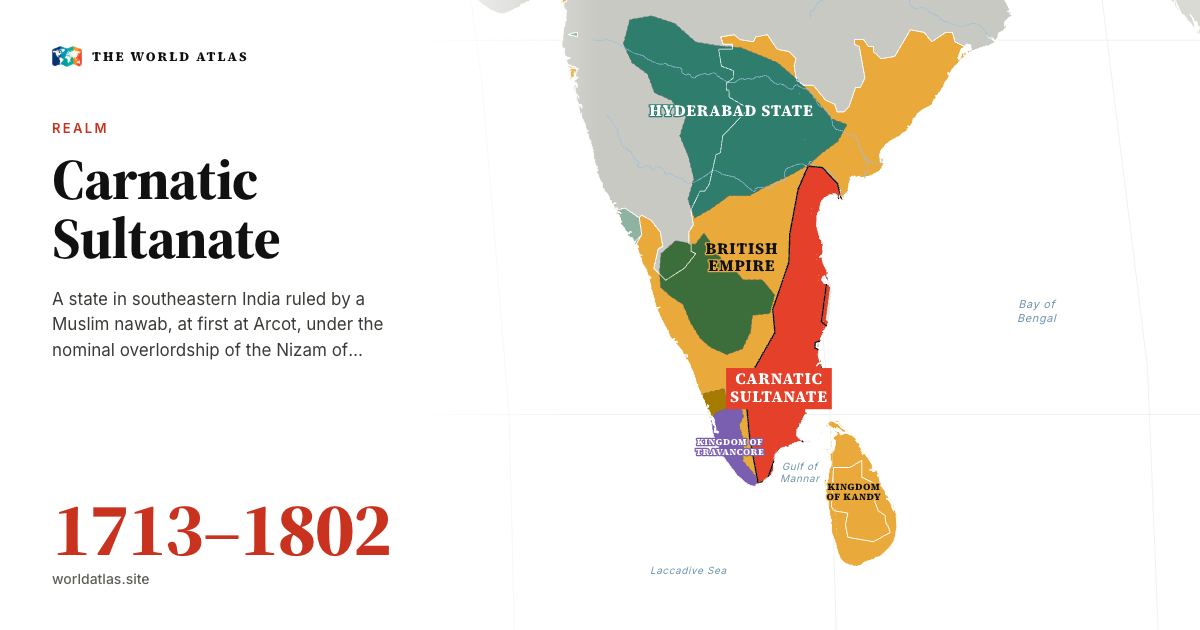 THE WORLD ATLAS
REALM
Carnatic
Sultanate
A state in southeastern India ruled by a
Muslim nawab, at first at Arcot, under the
nominal overlordship of the Nizam of...
1713–1802
worldatlas.site
HYDERABAD STATE
BRITISH
EMPIRE
Bay of
Bengal
CARNATIC
SULTANATE
KINGDOM OF
TRAVANCORE
Gulf of
Mannar
KINGDOM
OF KANDY
Laccadive Sea